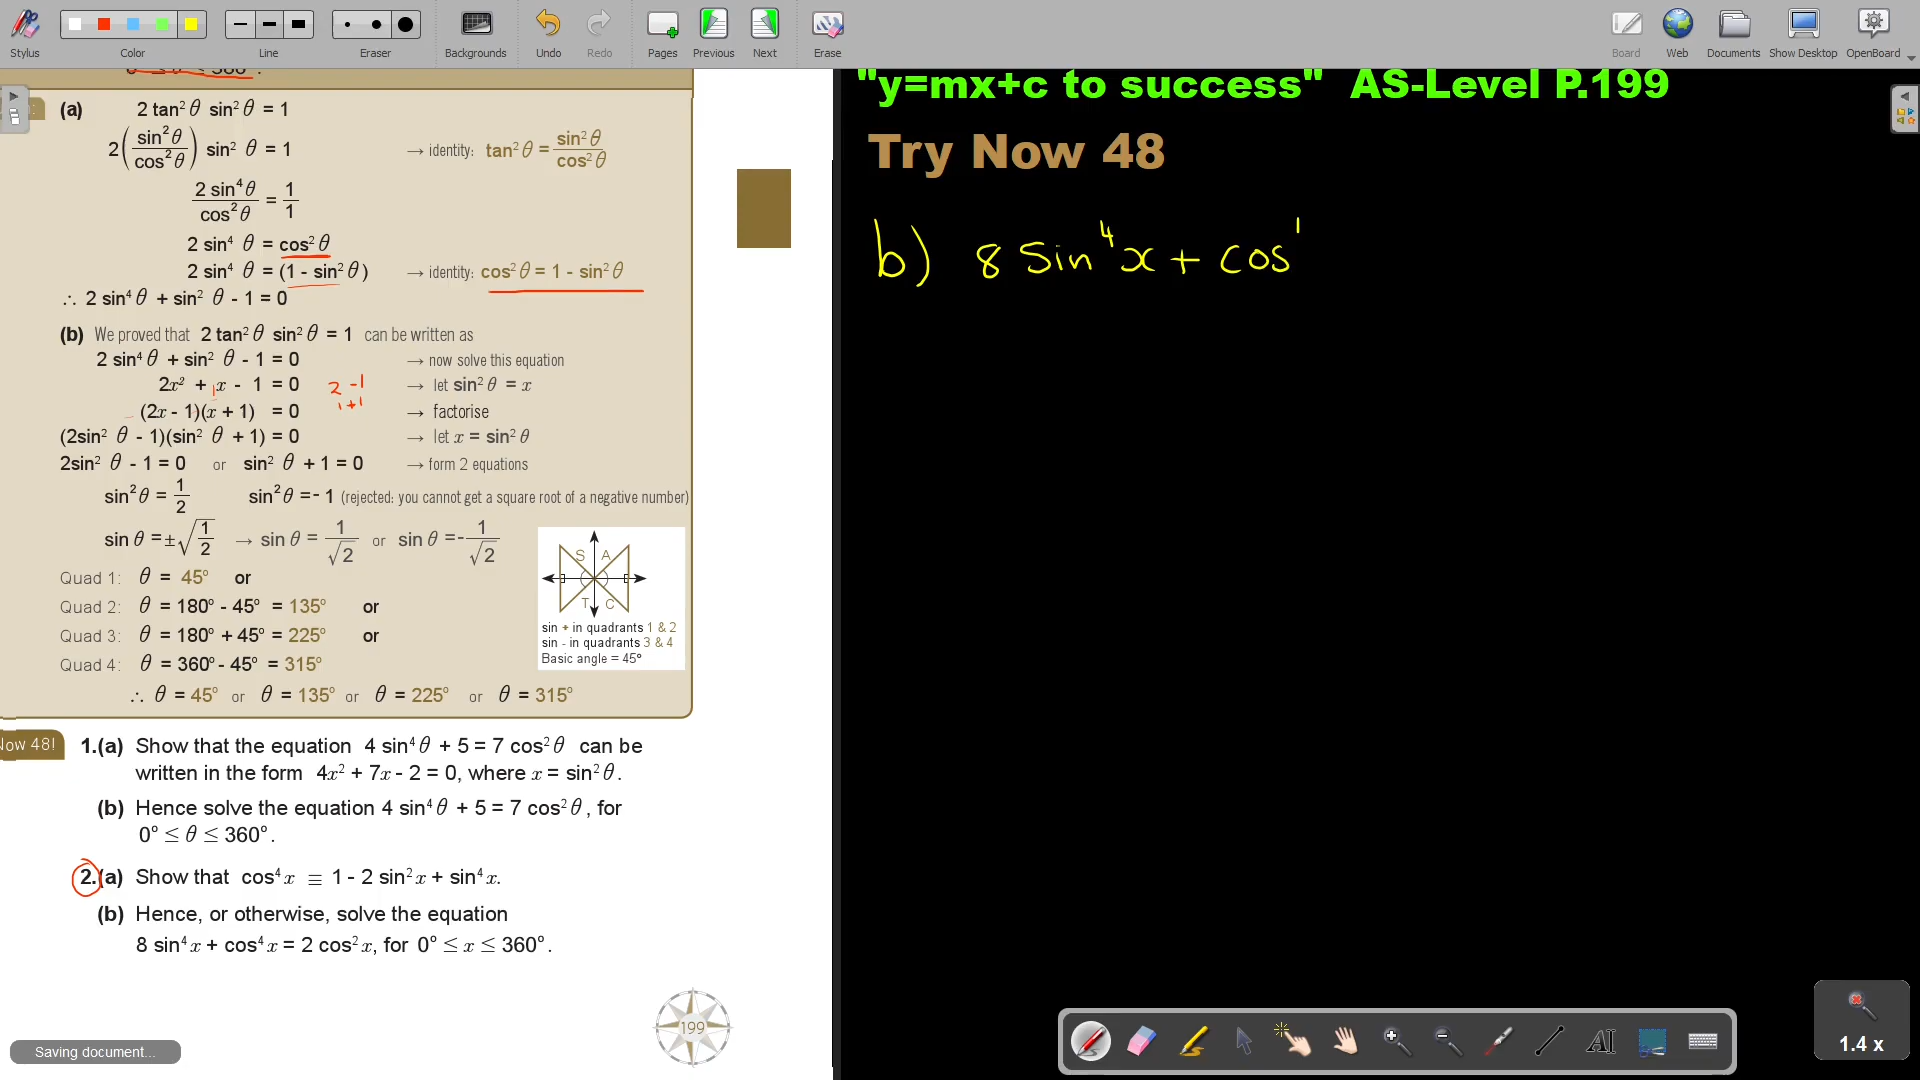 Stylus Color Line Eraser Backgrounds Undo Redo Pages Previous Next Erase Board Web Documents Show Desktop OpenBoard
(a) 2 tan²θ sin²θ = 1
2(sin²θ/cos²θ) sin² θ = 1 → identity: tan²θ = sin²θ/cos²θ
2 sin⁴θ/cos²θ = 1/1
2 sin⁴ θ = cos²θ
2 sin⁴ θ = (1 - sin²θ) → identity: cos²θ = 1 - sin²θ
∴ 2 sin⁴θ + sin² θ - 1 = 0
(b) We proved that 2 tan²θ sin²θ = 1 can be written as
2 sin⁴θ + sin² θ - 1 = 0 → now solve this equation
2x² + x - 1 = 0 → let sin²θ = x
2 -1
1 +1
(2x - 1)(x + 1) = 0 → factorise
(2sin² θ - 1)(sin² θ + 1) = 0 → let x = sin²θ
2sin² θ - 1 = 0 or sin² θ + 1 = 0 → form 2 equations
sin²θ = 1/2 sin²θ = - 1 (rejected: you cannot get a square root of a negative number)
sin θ = ±√(1/2) → sin θ = 1/√2 or sin θ = -1/√2
Quad 1: θ = 45° or
Quad 2: θ = 180° - 45° = 135° or
Quad 3: θ = 180° + 45° = 225° or
Quad 4: θ = 360° - 45° = 315°
S A
T C
sin + in quadrants 1 & 2
sin - in quadrants 3 & 4
Basic angle = 45°
∴ θ = 45° or θ = 135° or θ = 225° or θ = 315°
Now 48!
1.(a) Show that the equation 4 sin⁴θ + 5 = 7 cos²θ can be
written in the form 4x² + 7x - 2 = 0, where x = sin²θ.
(b) Hence solve the equation 4 sin⁴θ + 5 = 7 cos²θ, for
0° ≤ θ ≤ 360°.
2.(a) Show that cos⁴x ≡ 1 - 2 sin²x + sin⁴x.
(b) Hence, or otherwise, solve the equation
8 sin⁴x + cos⁴x = 2 cos²x, for 0° ≤ x ≤ 360°.
199
Saving document...
"y=mx+c to success" AS-Level P.199
Try Now 48
b) 8 Sin⁴x + cos
1.4 x